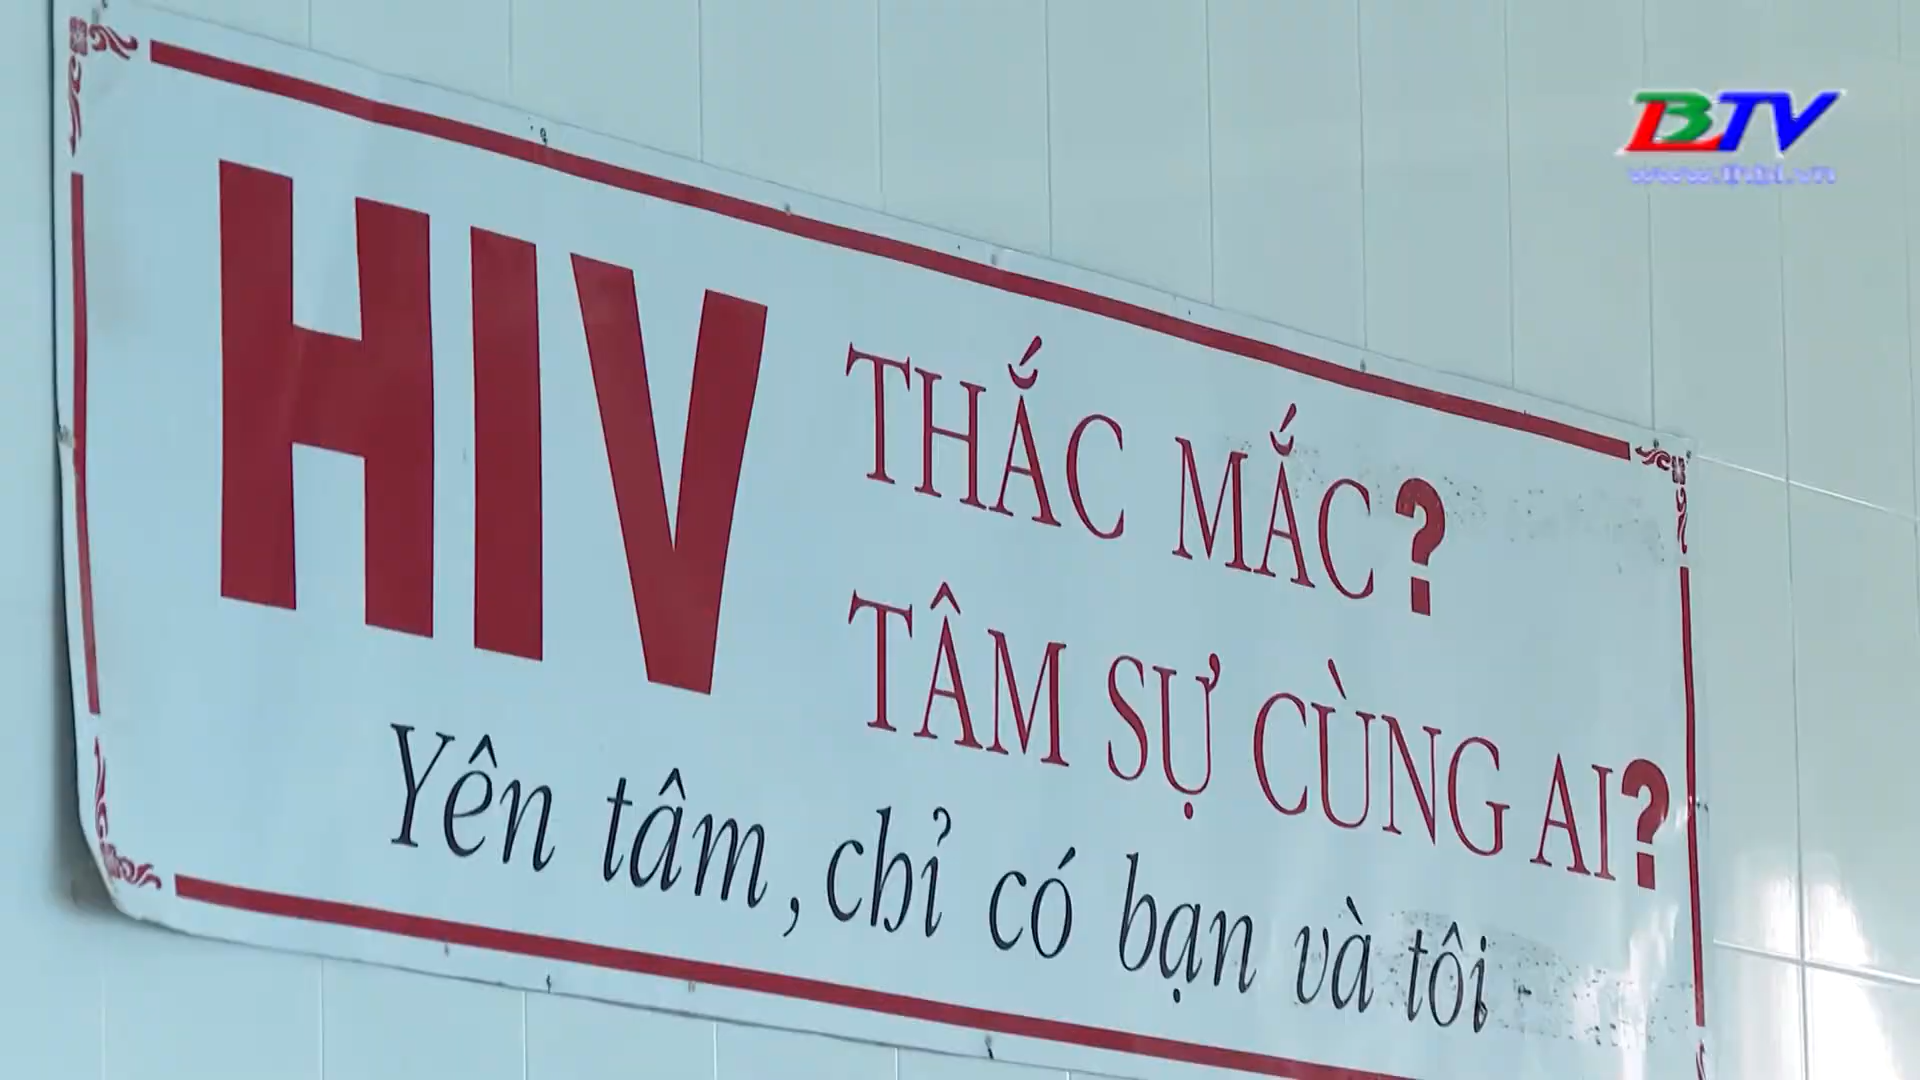 BTV
HIV
THẮC MẮC?
TÂM SỰ CÙNG AI?
Yên tâm, chỉ có bạn và tôi